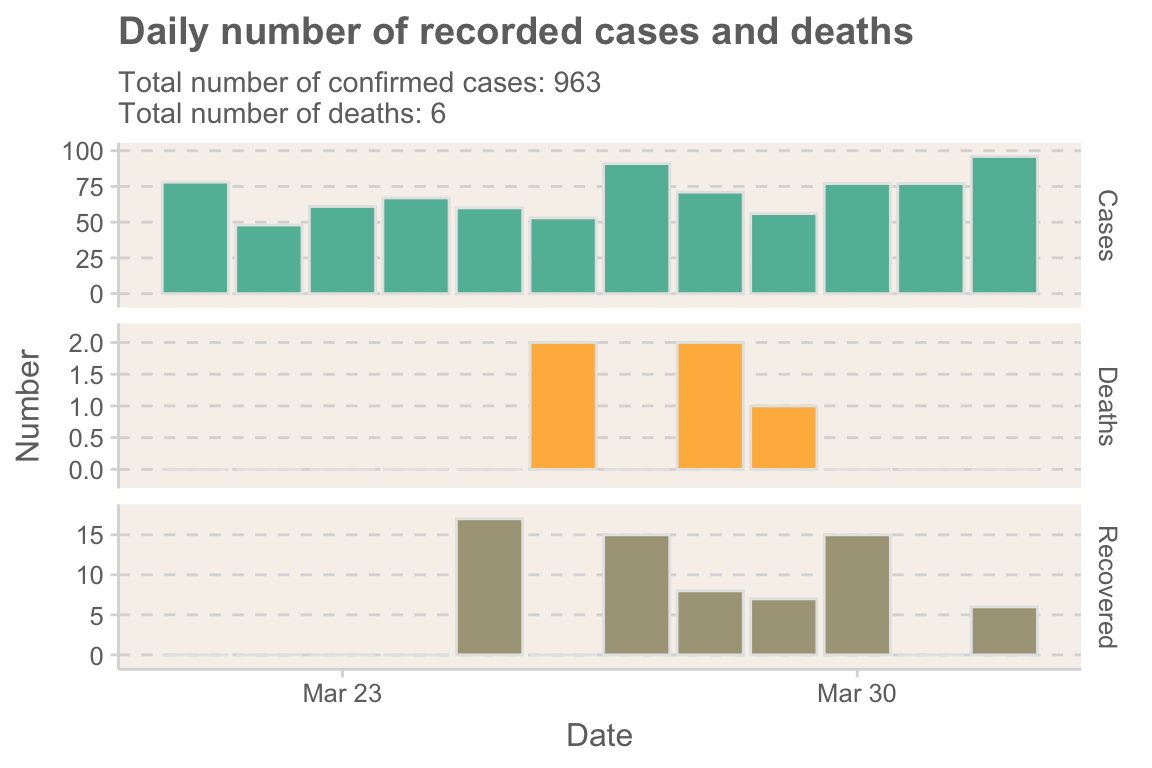 Daily number of recorded cases and deaths
Total number of confirmed cases: 963
Total number of deaths: 6
100
75
50
25
0
Cases
Number
2.0
1.5
1.0
0.5
0.0
Deaths
15
10
5
0
Recovered
Mar 23
Mar 30
Date